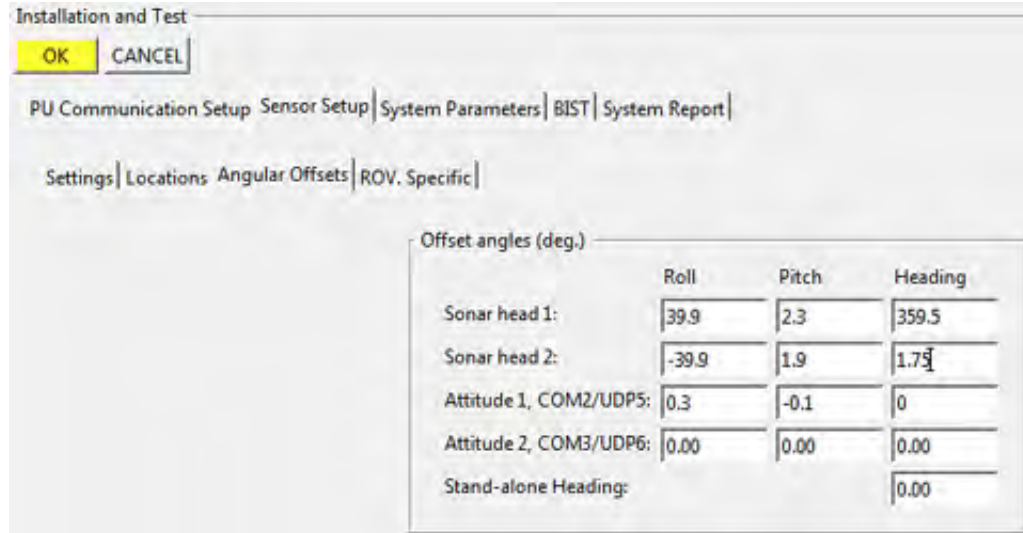 Installation and Test
OK CANCEL
PU Communication Setup Sensor Setup System Parameters BIST System Report
Settings Locations Angular Offsets ROV. Specific
Offset angles (deg.)
Roll Pitch Heading
Sonar head 1: 39.9 2.3 359.5
Sonar head 2: -39.9 1.9 1.75
Attitude 1, COM2/UDP5: 0.3 -0.1 0
Attitude 2, COM3/UDP6: 0.00 0.00 0.00
Stand-alone Heading: 0.00